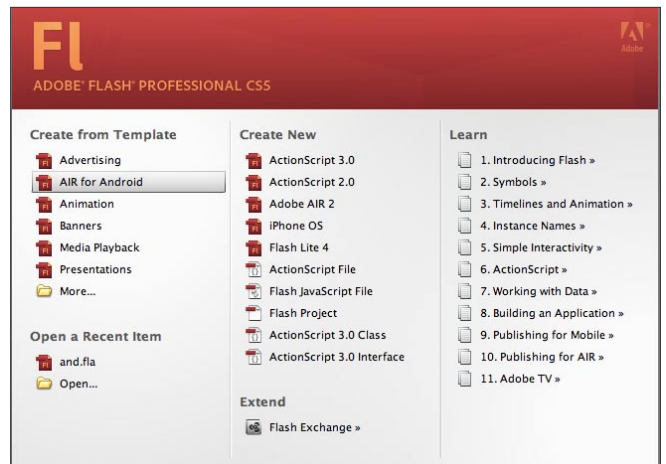 Fl
Adobe
ADOBE® FLASH® PROFESSIONAL CS5
Create from Template
Advertising
AIR for Android
Animation
Banners
Media Playback
Presentations
More...
Open a Recent Item
and.fla
Open...
Create New
ActionScript 3.0
ActionScript 2.0
Adobe AIR 2
iPhone OS
Flash Lite 4
ActionScript File
Flash JavaScript File
Flash Project
ActionScript 3.0 Class
ActionScript 3.0 Interface
Extend
Flash Exchange »
Learn
1. Introducing Flash »
2. Symbols »
3. Timelines and Animation »
4. Instance Names »
5. Simple Interactivity »
6. ActionScript »
7. Working with Data »
8. Building an Application »
9. Publishing for Mobile »
10. Publishing for AIR »
11. Adobe TV »